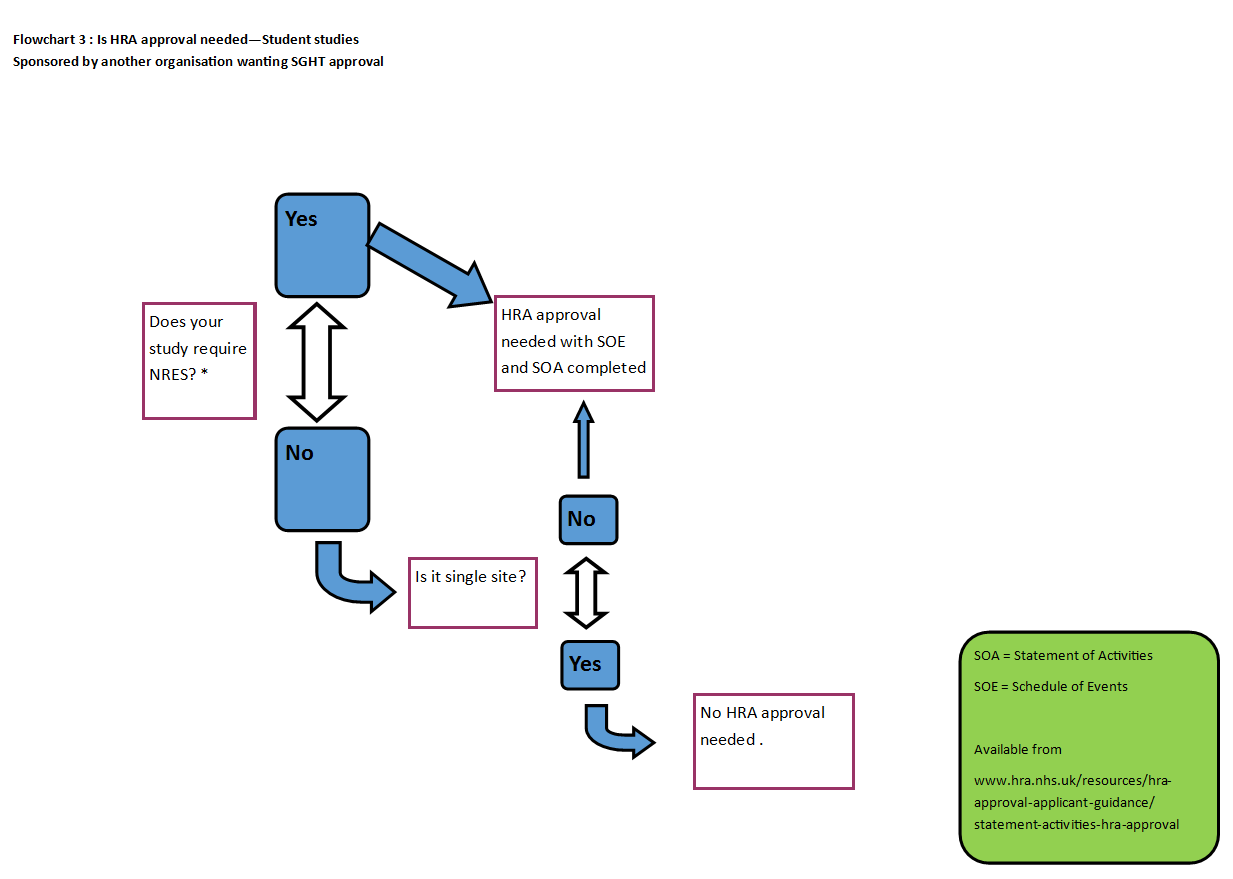 Flowchart 3 : Is HRA approval needed—Student studies
Sponsored by another organisation wanting SGHT approval
Yes
Does your
study require
NRES? *
HRA approval
needed with SOE
and SOA completed
No
No
Is it single site?
Yes
No HRA approval
needed .
SOA = Statement of Activities
SOE = Schedule of Events
Available from
www.hra.nhs.uk/resources/hra-
approval-applicant-guidance/
statement-activities-hra-approval